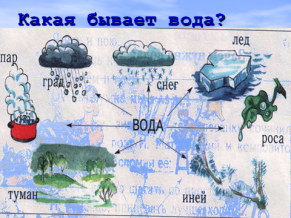 Какая бывает вода?
лед
пар
град
снег
ВОДА
роса
туман
иней